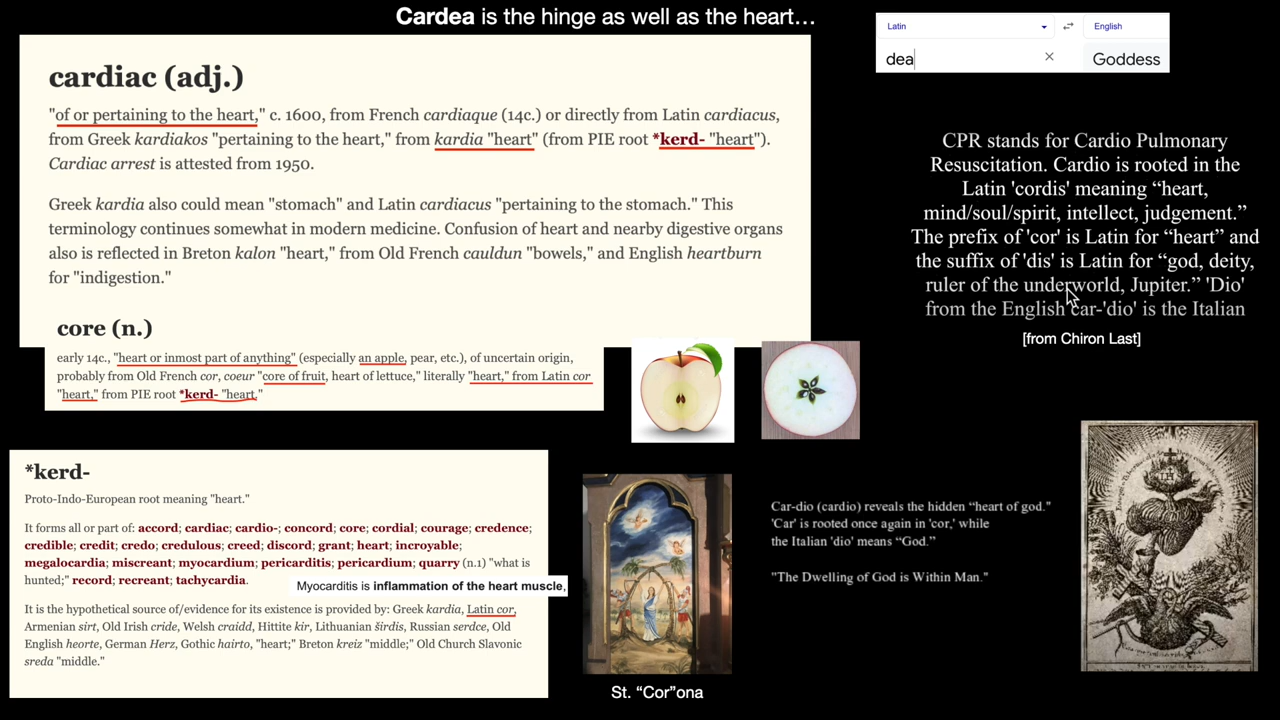 Cardea is the hinge as well as the heart…
Latin
English
dea
Goddess
cardiac (adj.)
"of or pertaining to the heart," c. 1600, from French cardiaque (14c.) or directly from Latin cardiacus,
from Greek kardiakos "pertaining to the heart," from kardia "heart" (from PIE root *kerd- "heart").
Cardiac arrest is attested from 1950.
Greek kardia also could mean "stomach" and Latin cardiacus "pertaining to the stomach." This
terminology continues somewhat in modern medicine. Confusion of heart and nearby digestive organs
also is reflected in Breton kalon "heart," from Old French cauldun "bowels," and English heartburn
for "indigestion."
core (n.)
early 14c., "heart or inmost part of anything" (especially an apple, pear, etc.), of uncertain origin,
probably from Old French cor, coeur "core of fruit, heart of lettuce," literally "heart," from Latin cor
"heart," from PIE root *kerd- "heart."
CPR stands for Cardio Pulmonary
Resuscitation. Cardio is rooted in the
Latin 'cordis' meaning “heart,
mind/soul/spirit, intellect, judgement.”
The prefix of 'cor' is Latin for “heart” and
the suffix of 'dis' is Latin for “god, deity,
ruler of the underworld, Jupiter.” 'Dio'
from the English car-'dio' is the Italian
[from Chiron Last]
*kerd-
Proto-Indo-European root meaning "heart."
It forms all or part of: accord; cardiac; cardio-; concord; core; cordial; courage; credence;
credible; credit; credo; credulous; creed; discord; grant; heart; incroyable;
megalocardia; miscreant; myocardium; pericarditis; pericardium; quarry (n.1) "what is
hunted;" record; recreant; tachycardia.
Myocarditis is inflammation of the heart muscle,
It is the hypothetical source of/evidence for its existence is provided by: Greek kardia, Latin cor,
Armenian sirt, Old Irish cride, Welsh craidd, Hittite kir, Lithuanian širdis, Russian serdce, Old
English heorte, German Herz, Gothic hairto, "heart;" Breton kreiz "middle;" Old Church Slavonic
sreda "middle."
St. “Cor”ona
Car-dio (cardio) reveals the hidden “heart of god."
'Car' is rooted once again in 'cor,' while
the Italian 'dio' means “God.”
"The Dwelling of God is Within Man."
IH